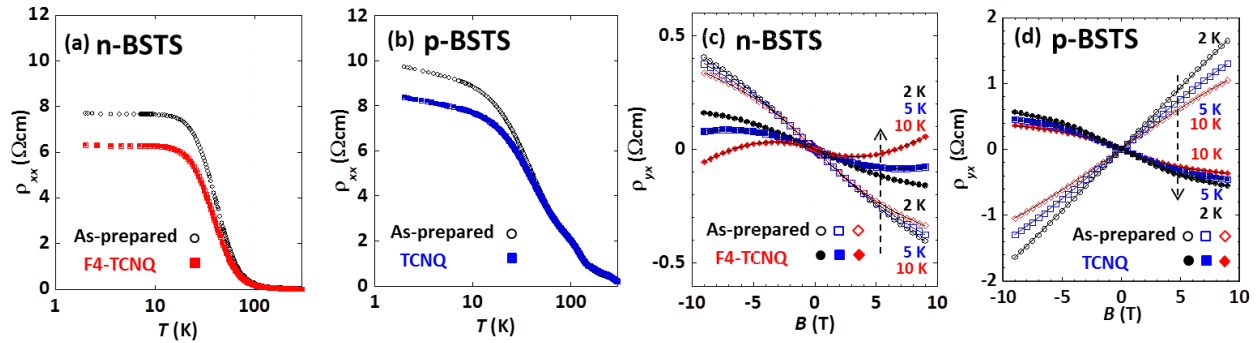 (a) n-BSTS
ρxx (Ωcm)
12
10
8
6
4
2
0
As-prepared
F4-TCNQ
1
10
100
T (K)
(b) p-BSTS
ρxx (Ωcm)
12
10
8
6
4
2
0
As-prepared
TCNQ
1
10
100
T (K)
(c) n-BSTS
ρyx (Ωcm)
0.5
0
-0.5
2 K
5 K
10 K
2 K
5 K
10 K
As-prepared
F4-TCNQ
-10
-5
0
5
10
B (T)
(d) p-BSTS
ρyx (Ωcm)
2
1
0
-1
-2
2 K
5 K
10 K
10 K
5 K
2 K
As-prepared
TCNQ
-10
-5
0
5
10
B (T)